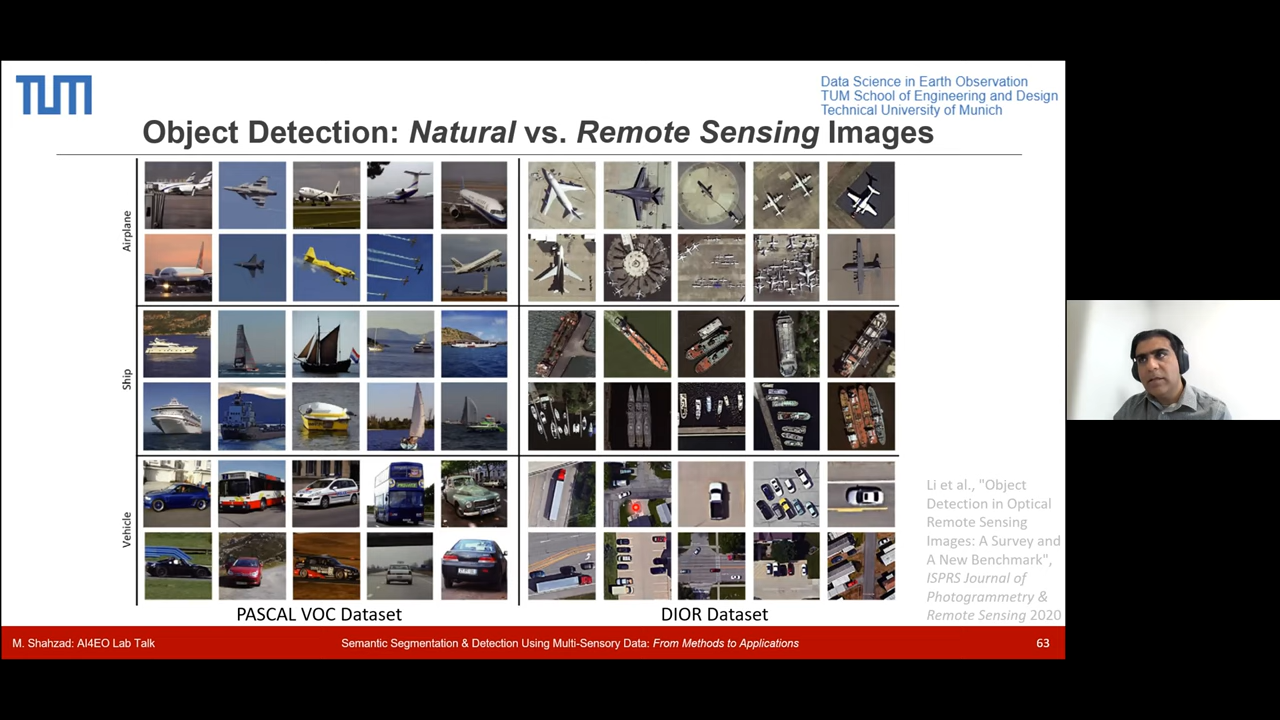 TUM
Data Science in Earth Observation
TUM School of Engineering and Design
Technical University of Munich
Object Detection: Natural vs. Remote Sensing Images
Airplane
Ship
Vehicle
PASCAL VOC Dataset
DIOR Dataset
Li et al., "Object
Detection in Optical
Remote Sensing
Images: A Survey and
A New Benchmark",
ISPRS Journal of
Photogrammetry &
Remote Sensing 2020
M. Shahzad: AI4EO Lab Talk
Semantic Segmentation & Detection Using Multi-Sensory Data: From Methods to Applications
63